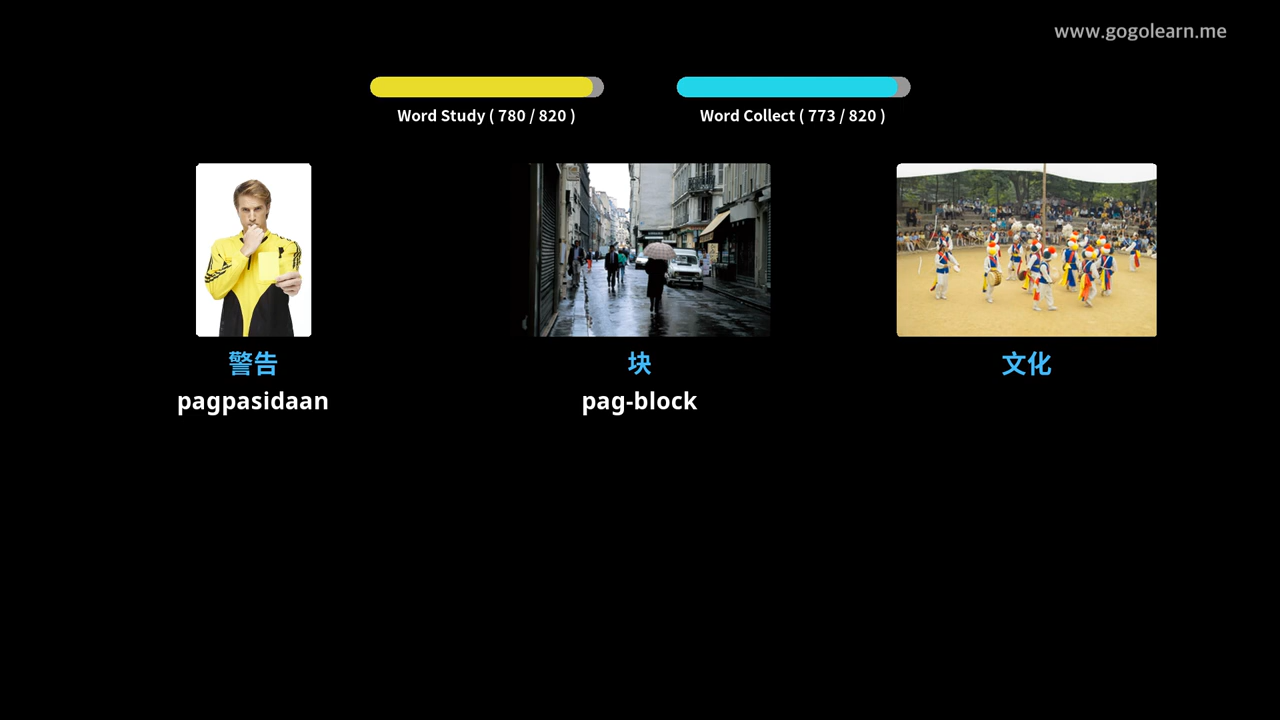 www.gogolearn.me
Word Study ( 780 / 820 )
Word Collect ( 773 / 820 )
警告
块
文化
pagpasidaan
pag-block